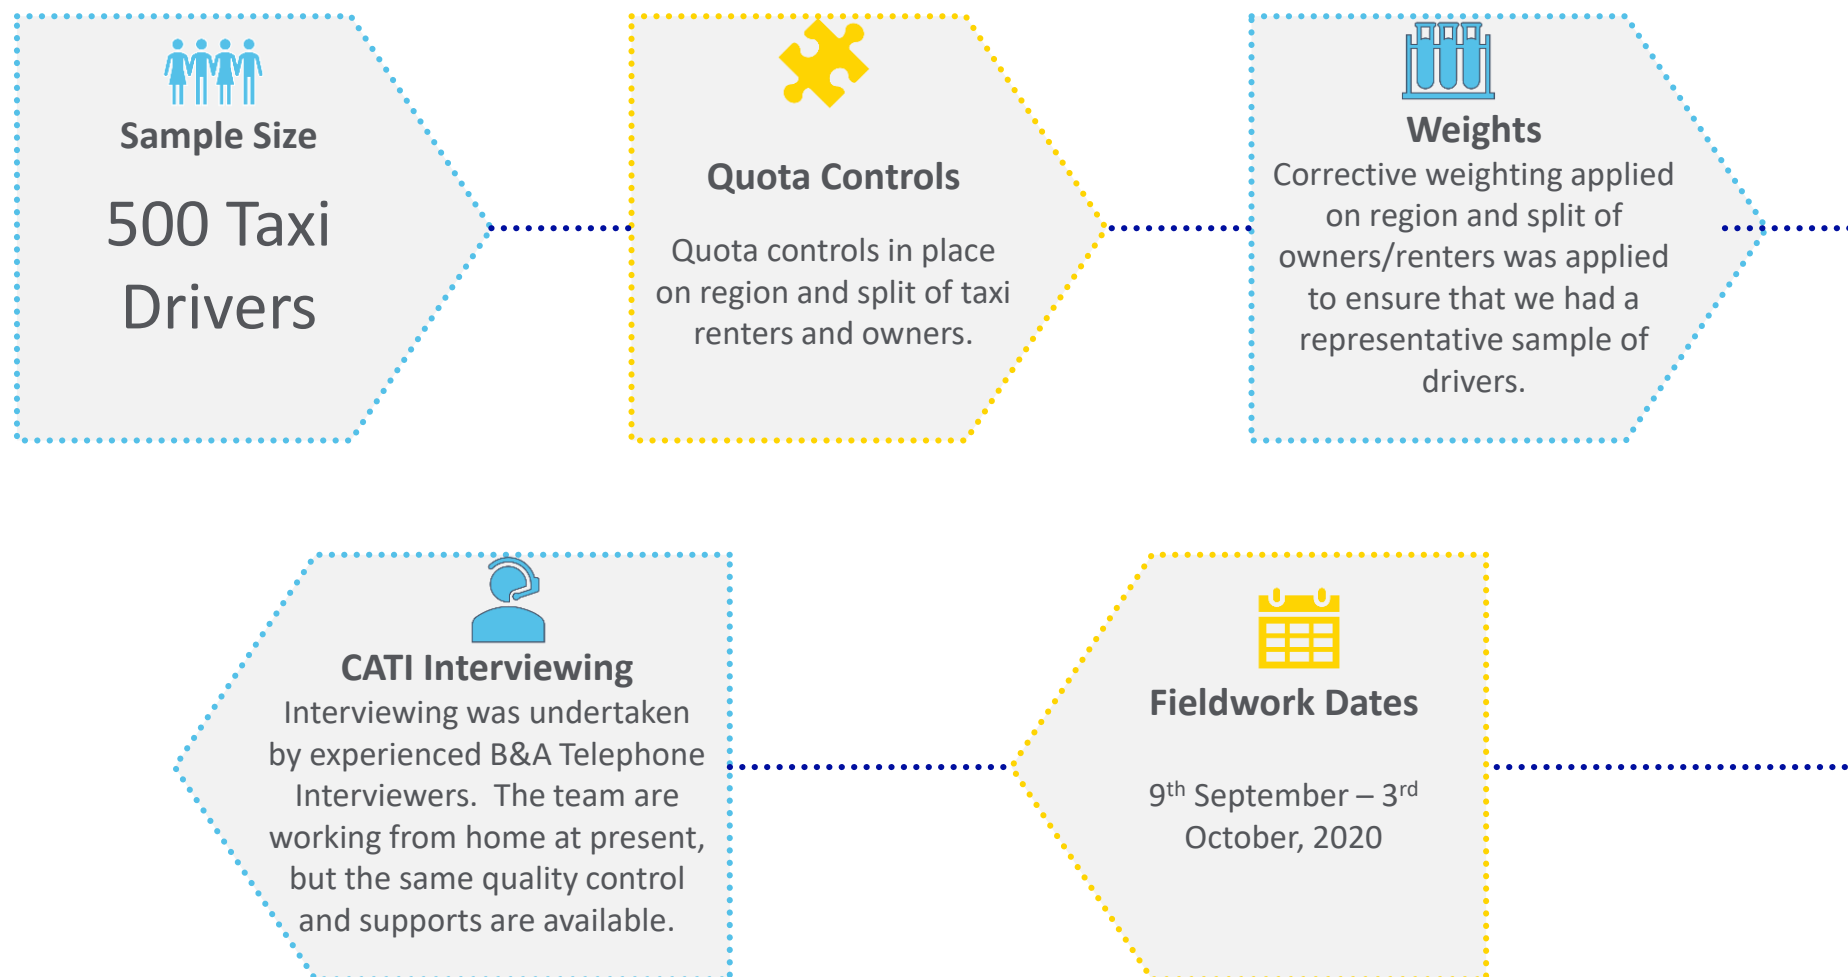 Sample Size
500 Taxi
Drivers
Quota Controls
Quota controls in place
on region and split of taxi
renters and owners.
Weights
Corrective weighting applied
on region and split of
owners/renters was applied
to ensure that we had a
representative sample of
drivers.
CATI Interviewing
Interviewing was undertaken
by experienced B&A Telephone
Interviewers.  The team are
working from home at present,
but the same quality control
and supports are available.
Fieldwork Dates
9th September – 3rd
October, 2020